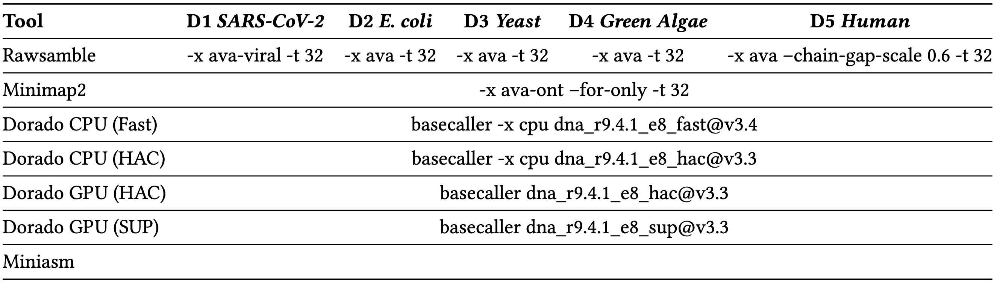 Tool D1 SARS-CoV-2 D2 E. coli D3 Yeast D4 Green Algae D5 Human
Rawsamble -x ava-viral -t 32 -x ava -t 32 -x ava -t 32 -x ava -t 32 -x ava –chain-gap-scale 0.6 -t 32
Minimap2 -x ava-ont –for-only -t 32
Dorado CPU (Fast) basecaller -x cpu dna_r9.4.1_e8_fast@v3.4
Dorado CPU (HAC) basecaller -x cpu dna_r9.4.1_e8_hac@v3.3
Dorado GPU (HAC) basecaller dna_r9.4.1_e8_hac@v3.3
Dorado GPU (SUP) basecaller dna_r9.4.1_e8_sup@v3.3
Miniasm